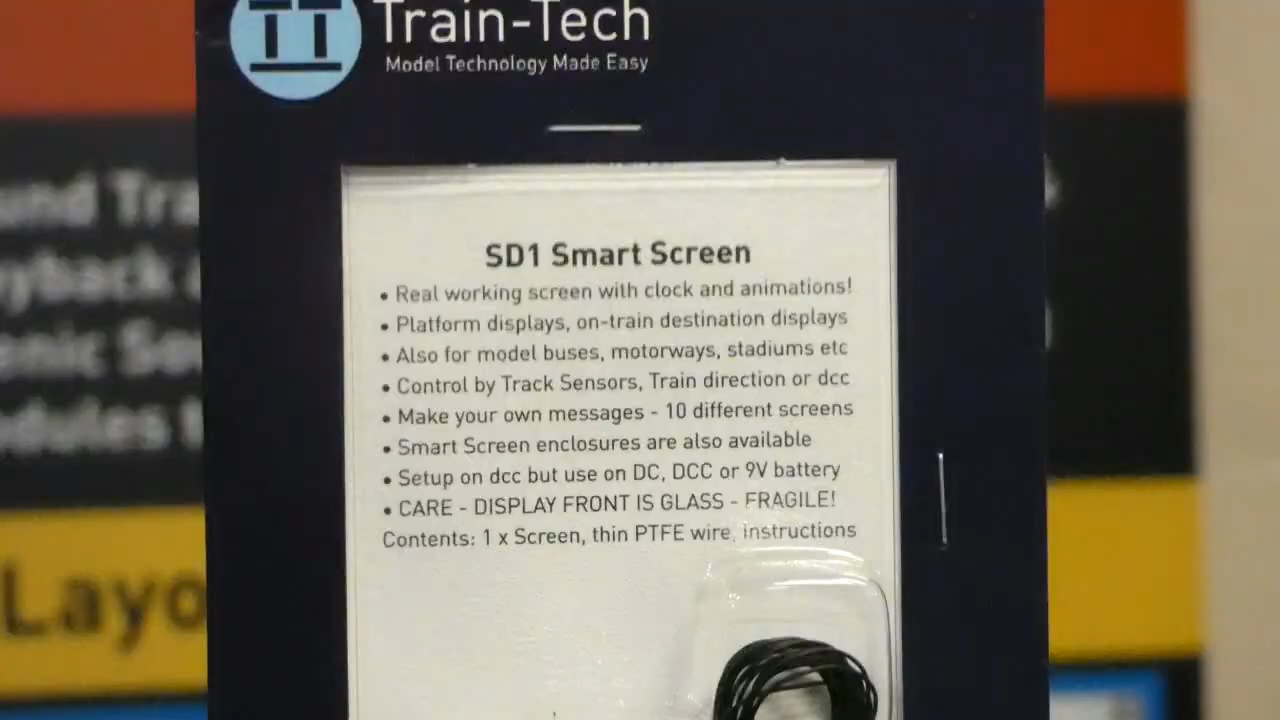 Train-Tech
Model Technology Made Easy
SD1 Smart Screen
• Real working screen with clock and animations!
• Platform displays, on-train destination displays
• Also for model buses, motorways, stadiums etc
• Control by Track Sensors, Train direction or dcc
• Make your own messages - 10 different screens
• Smart Screen enclosures are also available
• Setup on dcc but use on DC, DCC or 9V battery
• CARE - DISPLAY FRONT IS GLASS - FRAGILE!
Contents: 1 x Screen, thin PTFE wire, instructions